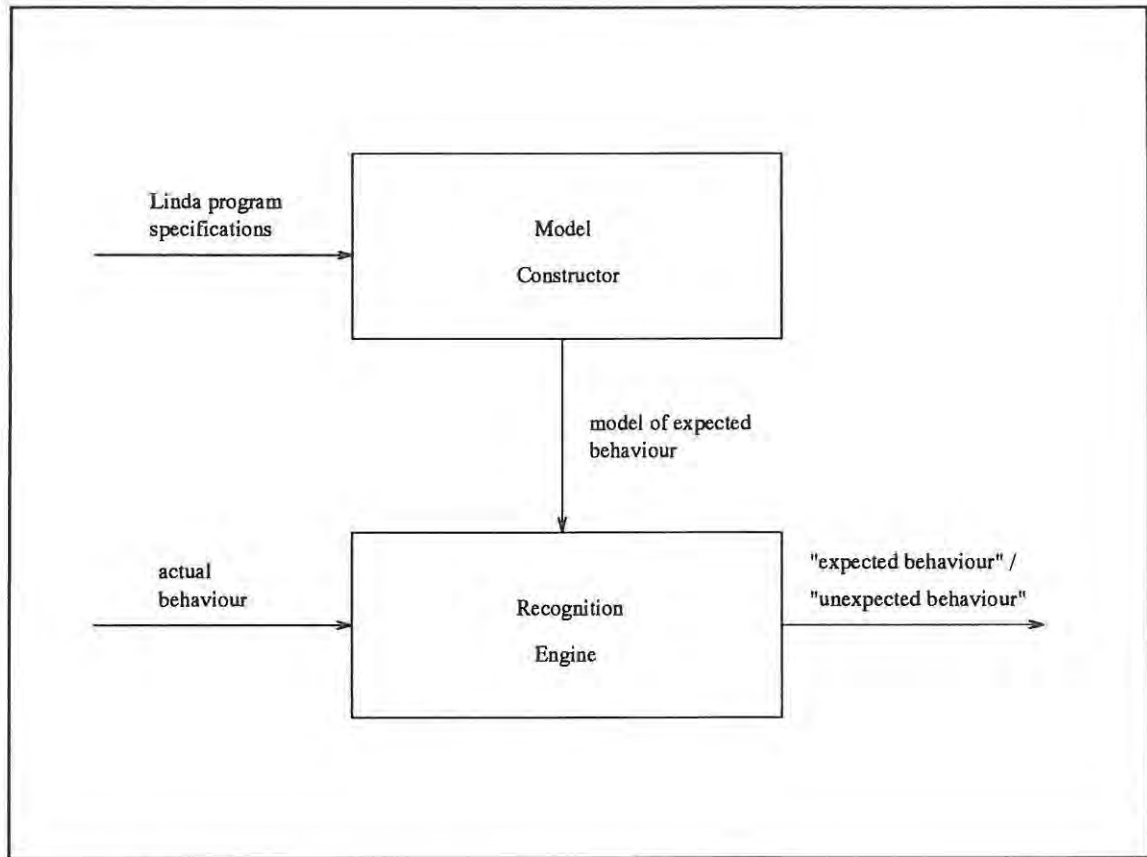 Linda program
specifications
Model
Constructor
model of expected
behaviour
actual
behaviour
Recognition
Engine
"expected behaviour" /
"unexpected behaviour"